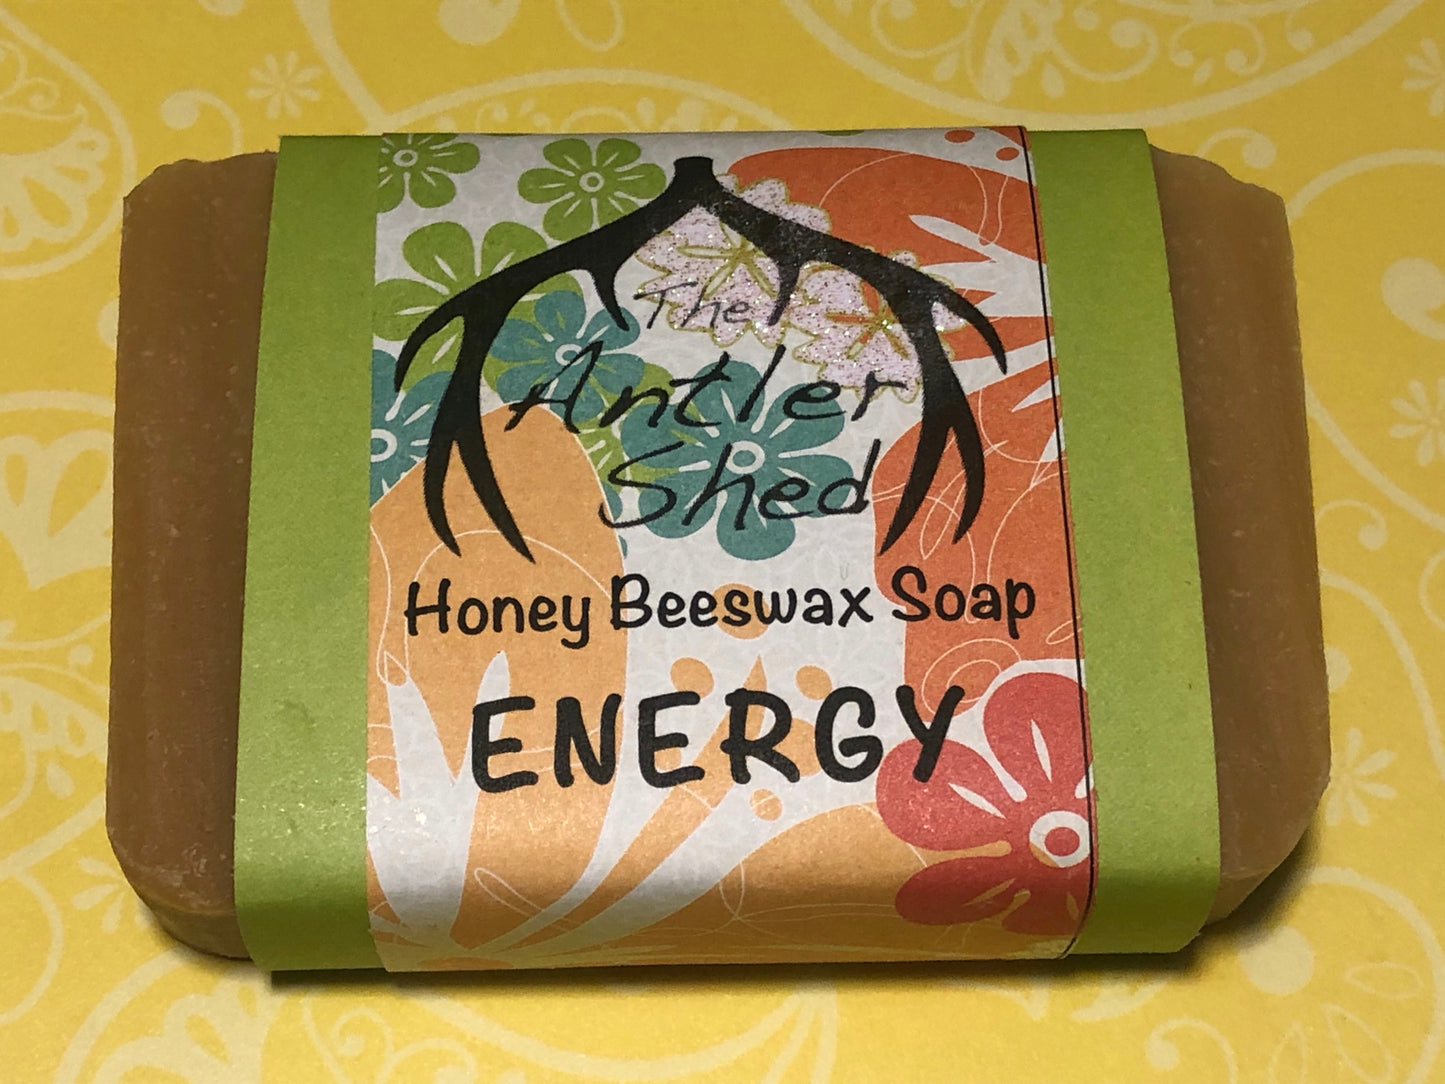 The
Antler
Shed
Honey Beeswax Soap
ENERGY